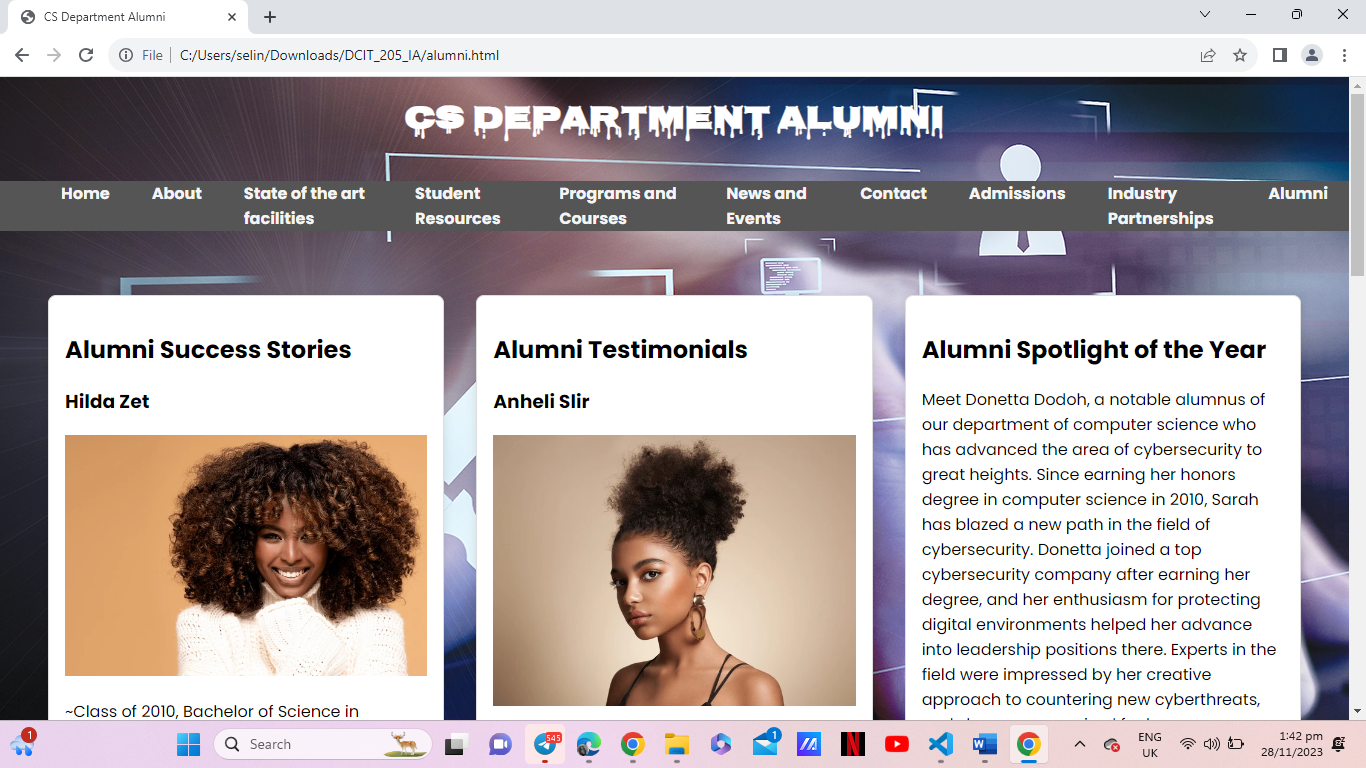 CS Department Alumni
File
C:/Users/selin/Downloads/DCIT_205_IA/alumni.html
CS DEPARTMENT ALUMNI
Home
About
State of the art
facilities
Student
Resources
Programs and
Courses
News and
Events
Contact
Admissions
Industry
Partnerships
Alumni
Alumni Success Stories
Hilda Zet
~Class of 2010, Bachelor of Science in
Alumni Testimonials
Anheli Slir
Alumni Spotlight of the Year
Meet Donetta Dodoh, a notable alumnus of
our department of computer science who
has advanced the area of cybersecurity to
great heights. Since earning her honors
degree in computer science in 2010, Sarah
has blazed a new path in the field of
cybersecurity. Donetta joined a top
cybersecurity company after earning her
degree, and her enthusiasm for protecting
digital environments helped her advance
into leadership positions there. Experts in the
field were impressed by her creative
approach to countering new cyberthreats,
1
Search
545
1
ENG
UK
1:42 pm
28/11/2023